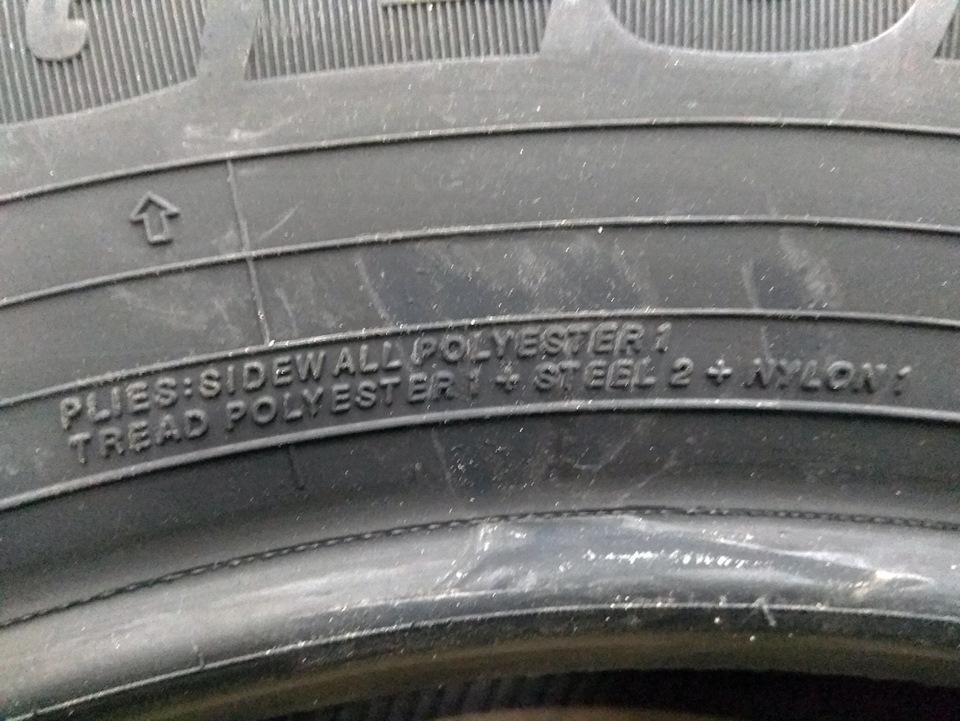 PLIES: SIDEWALL POLYESTER 1
TREAD POLYESTER 1 + STEEL 2 + NYLON 1